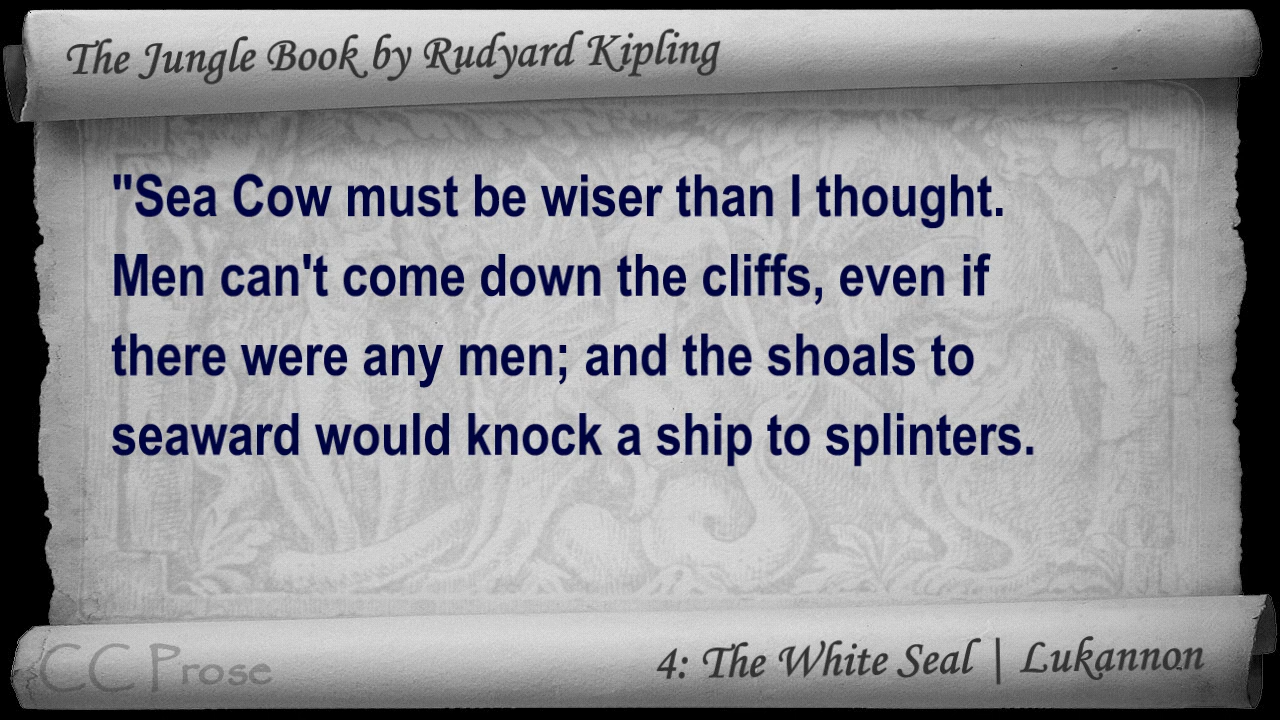 The Jungle Book by Rudyard Kipling
"Sea Cow must be wiser than I thought.
Men can't come down the cliffs, even if
there were any men; and the shoals to
seaward would knock a ship to splinters.
CC Prose
4: The White Seal | Lukannon